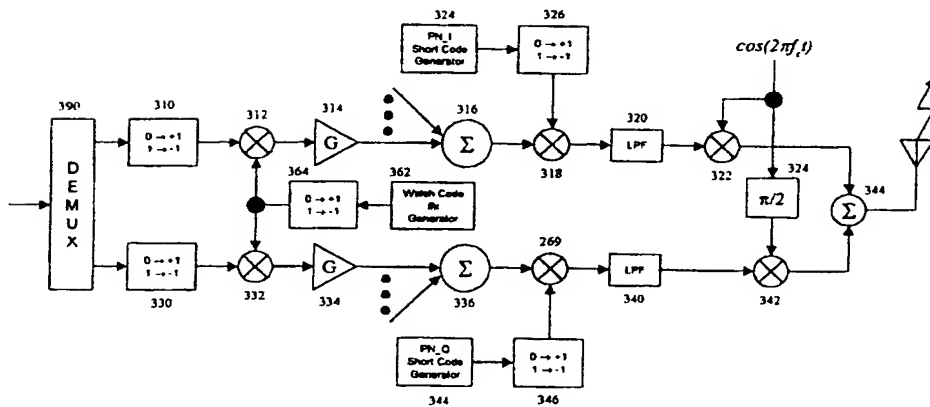 324
326
PN_I
Short Code
Generator
0 → +1
1 → -1
cos(2πf_c t)
390
310
312
314
316
320
D
E
M
U
X
0 → +1
1 → -1
G
Σ
318
LPF
322
324
364
362
0 → +1
1 → -1
Walsh Code
Generator
π/2
344
Σ
0 → +1
1 → -1
330
332
G
334
Σ
336
269
LPF
340
342
PN_Q
Short Code
Generator
0 → +1
1 → -1
344
346